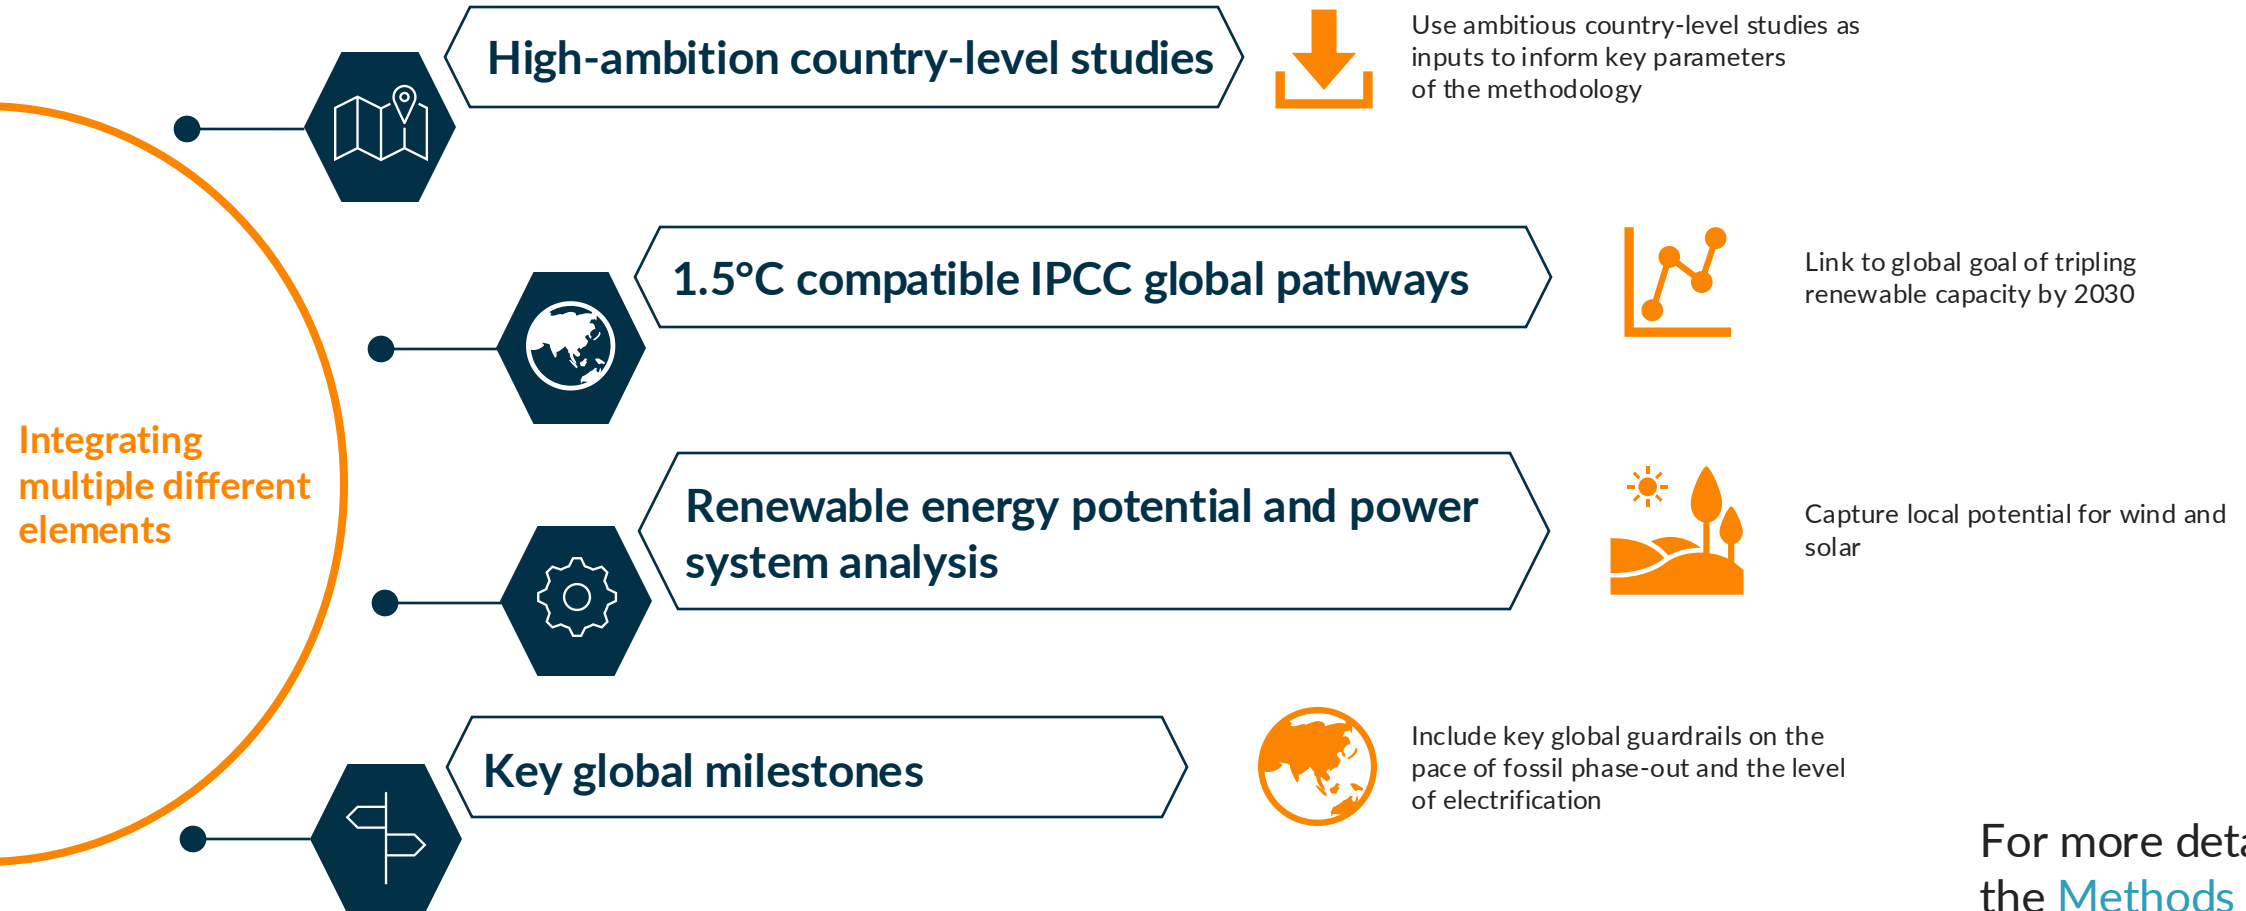 High-ambition country-level studies
Use ambitious country-level studies as
inputs to inform key parameters
of the methodology
1.5°C compatible IPCC global pathways
Link to global goal of tripling
renewable capacity by 2030
Integrating
multiple different
elements
Renewable energy potential and power
system analysis
Capture local potential for wind and
solar
Key global milestones
Include key global guardrails on the
pace of fossil phase-out and the level
of electrification
For more
the Methods